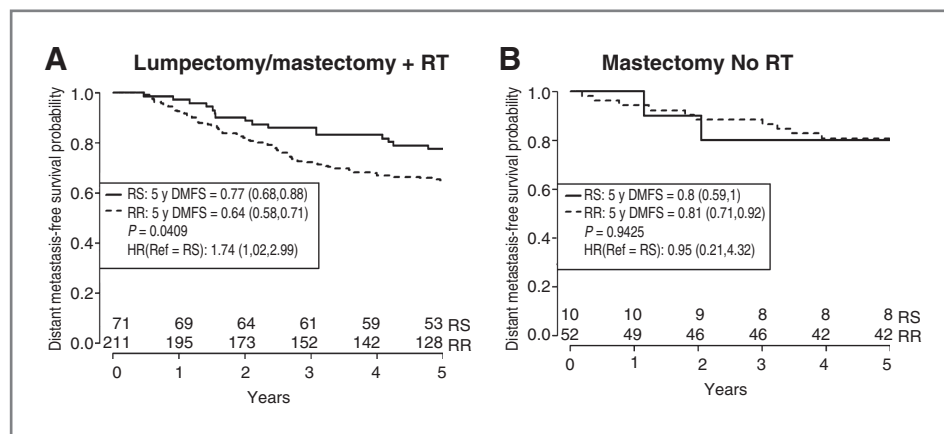 A Lumpectomy/mastectomy + RT
Distant metastasis-free survival probability
1.0
0.8
0.6
0.4
0.2
0.0
RS: 5 y DMFS = 0.77 (0.68,0.88)
RR: 5 y DMFS = 0.64 (0.58,0.71)
P = 0.0409
HR(Ref = RS): 1.74 (1,02,2.99)
71 69 64 61 59 53 RS
211 195 173 152 142 128 RR
0 1 2 3 4 5
Years
B Mastectomy No RT
Distant metastasis-free survival probability
1.0
0.8
0.6
0.4
0.2
0.0
RS: 5 y DMFS = 0.8 (0.59,1)
RR: 5 y DMFS = 0.81 (0.71,0.92)
P = 0.9425
HR(Ref = RS): 0.95 (0.21,4.32)
10 10 9 8 8 8 RS
52 49 46 46 42 42 RR
0 1 2 3 4 5
Years